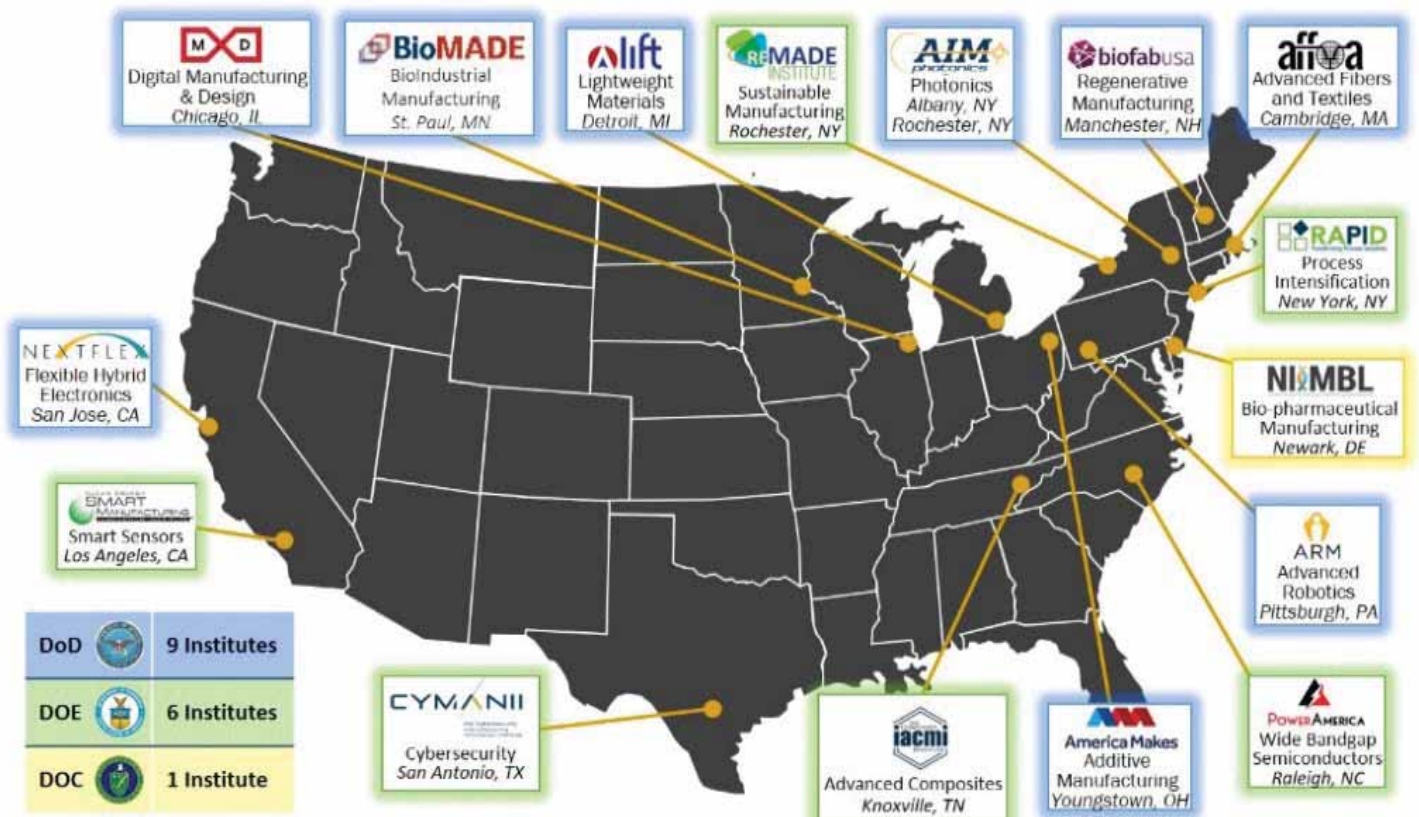 M D
Digital Manufacturing
& Design
Chicago, IL
BioMADE
BioIndustrial
Manufacturing
St. Paul, MN
lift
Lightweight
Materials
Detroit, MI
REMADE
INSTITUTE
Sustainable
Manufacturing
Rochester, NY
AIM
photonics
Photonics
Albany, NY
Rochester, NY
biofabusa
Regenerative
Manufacturing
Manchester, NH
affoa
Advanced Fibers
and Textiles
Cambridge, MA
RAPID
Process
Intensification
New York, NY
NEXTFLEX
Flexible Hybrid
Electronics
San Jose, CA
NIIMBL
Bio-pharmaceutical
Manufacturing
Newark, DE
SMART
MANUFACTURING
Smart Sensors
Los Angeles, CA
ARM
Advanced
Robotics
Pittsburgh, PA
DoD 9 Institutes
DOE 6 Institutes
DOC 1 Institute
CYMANII
Cybersecurity
San Antonio, TX
iacmi
Advanced Composites
Knoxville, TN
America Makes
Additive
Manufacturing
Youngstown, OH
POWERAMERICA
Wide Bandgap
Semiconductors
Raleigh, NC